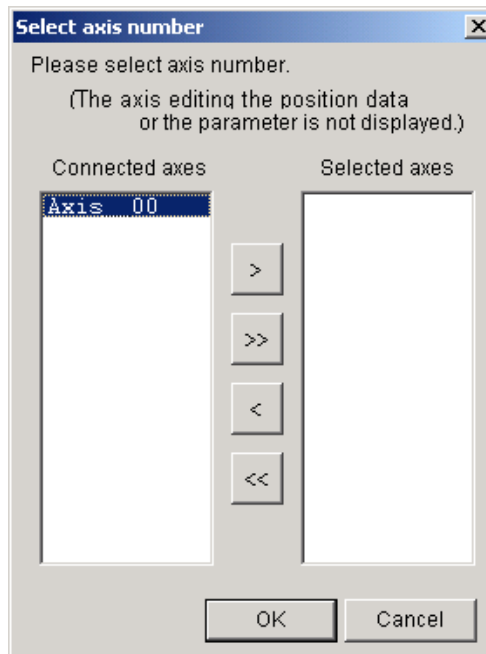 Select axis number
Please select axis number.
(The axis editing the position data
or the parameter is not displayed.)
Connected axes
Selected axes
Axis 00
>
>>
<
<<
OK
Cancel